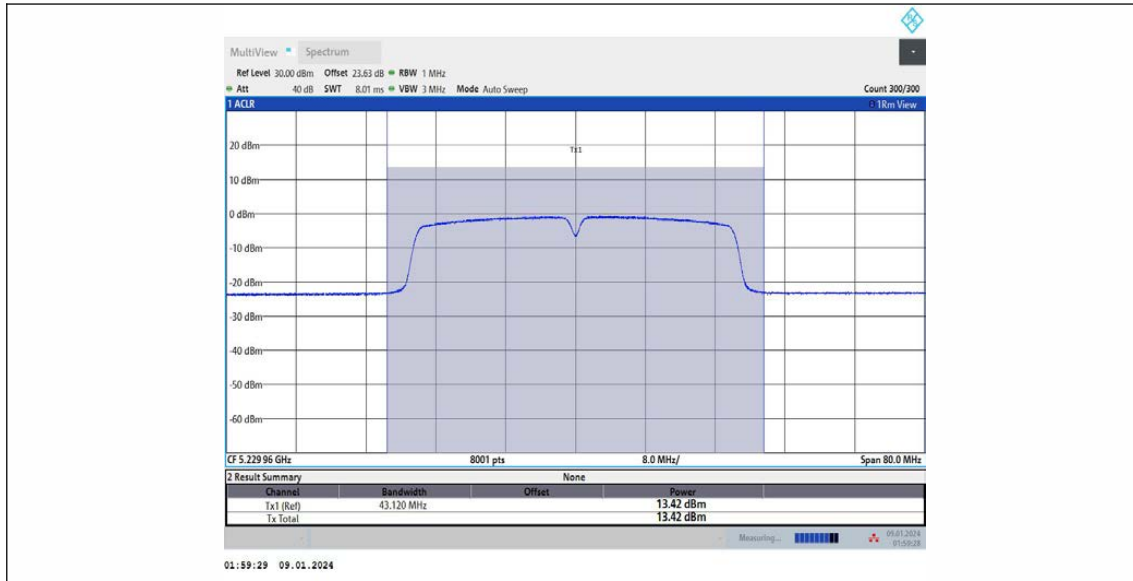 MultiView Spectrum
Ref Level 30.00 dBm Offset 23.63 dB RBW 1 MHz
Att 40 dB SWT 8.01 ms VBW 3 MHz Mode Auto Sweep Count 300/300
1 ACLR 1Rm View
20 dBm
Tx1
10 dBm
0 dBm
-10 dBm
-20 dBm
-30 dBm
-40 dBm
-50 dBm
-60 dBm
CF 5.229 96 GHz 8001 pts 8.0 MHz/ Span 80.0 MHz
2 Result Summary None
Channel Bandwidth Offset Power
Tx1 (Ref) 43.120 MHz 13.42 dBm
Tx Total 13.42 dBm
Measuring... 09.01.2024
01:59:28
01:59:29 09.01.2024